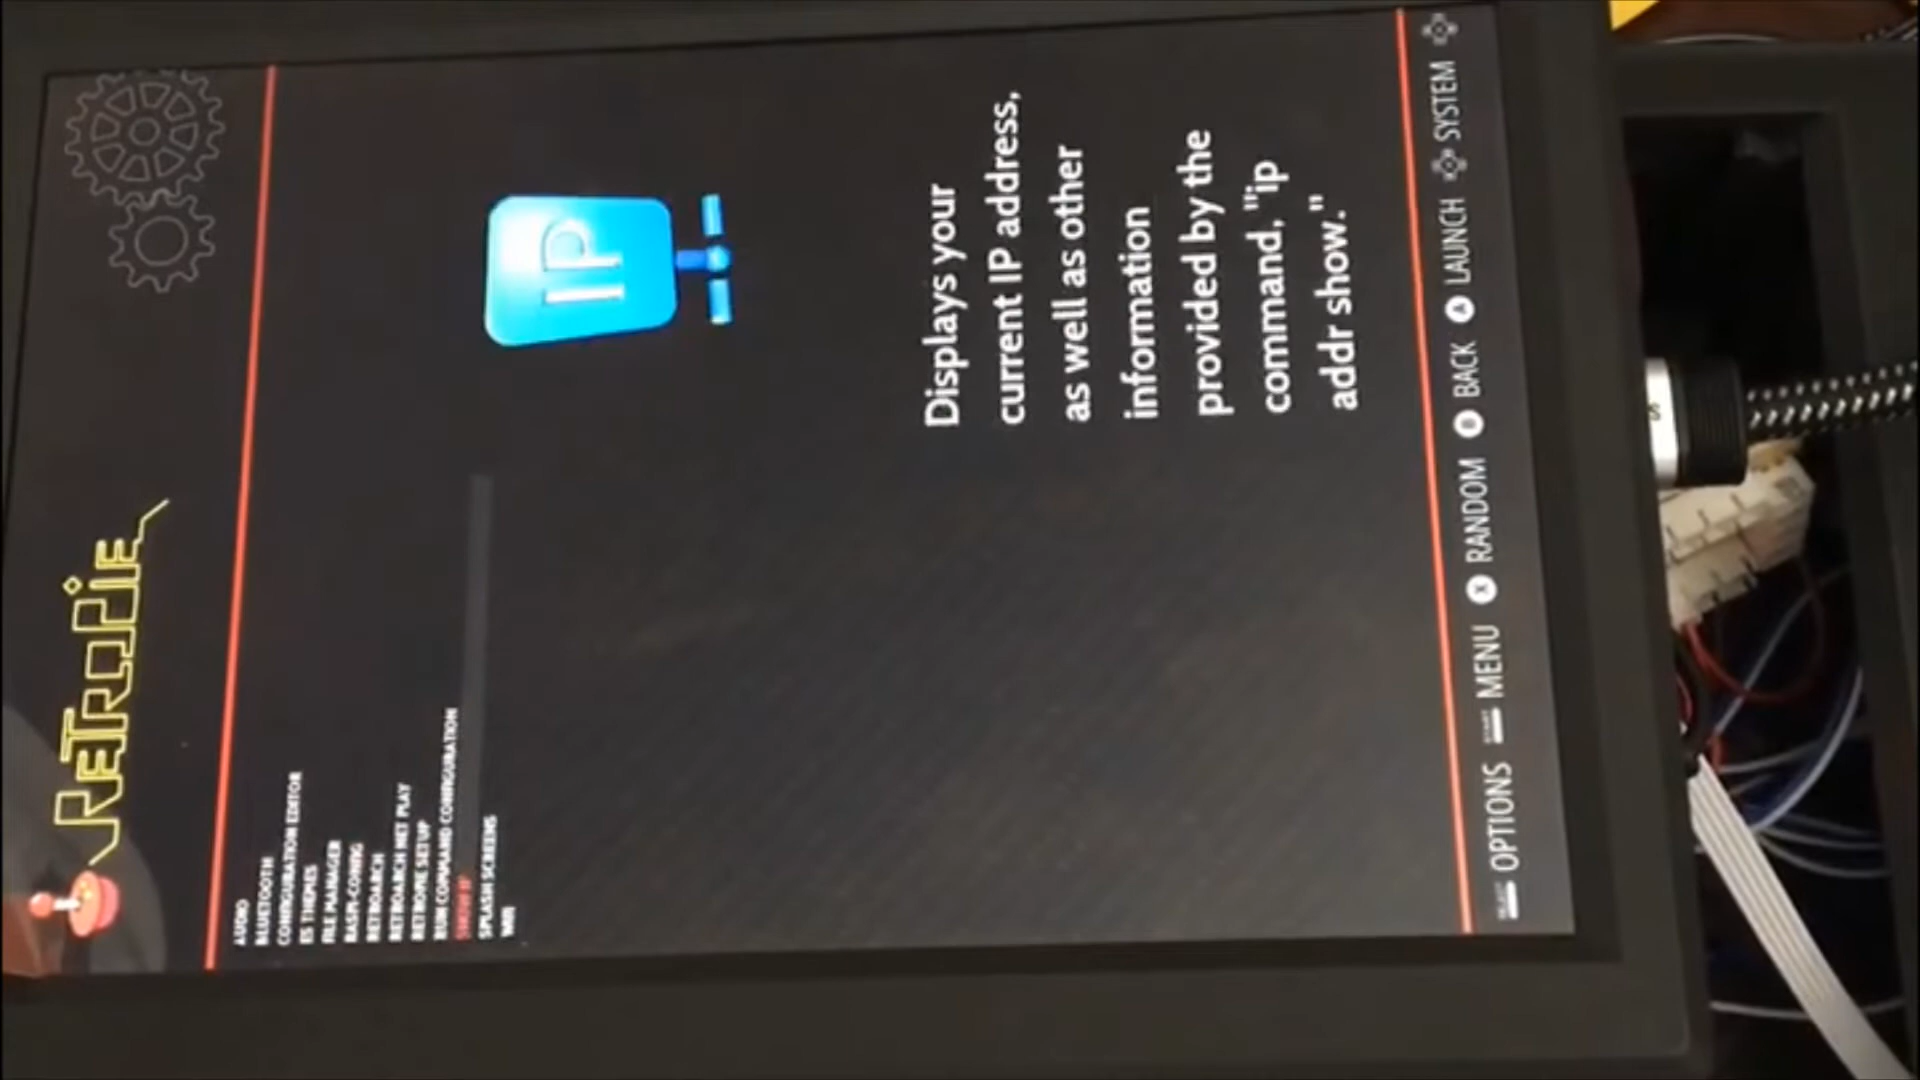 RETROPIE
AUDIO
BLUETOOTH
CONFIGURATION EDITOR
ES THEMES
FILE MANAGER
RASPI-CONFIG
RETROARCH
RETROARCH NET PLAY
RETROPIE SETUP
RUN COMMAND CONFIGURATION
SHOW IP
SPLASH SCREENS
WIFI
IP
Displays your
current IP address,
as well as other
information
provided by the
command, "ip
addr show."
SELECT OPTIONS START MENU X RANDOM B BACK A LAUNCH SYSTEM